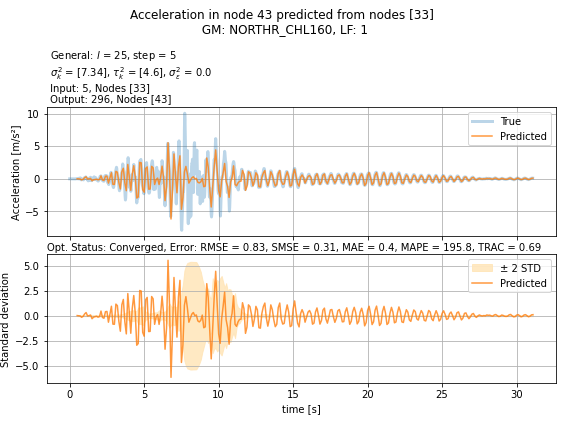 Acceleration in node 43 predicted from nodes [33]
GM: NORTHR_CHL160, LF: 1
General: l = 25, step = 5
σ²ₖ = [7.34], τ²ₖ = [4.6], σ²ε = 0.0
Input: 5, Nodes [33]
Output: 296, Nodes [43]
Acceleration [m/s²]
10
5
0
−5
True
Predicted
Opt. Status: Converged, Error: RMSE = 0.83, SMSE = 0.31, MAE = 0.4, MAPE = 195.8, TRAC = 0.69
Standard deviation
5.0
2.5
0.0
−2.5
−5.0
± 2 STD
Predicted
0 5 10 15 20 25 30
time [s]